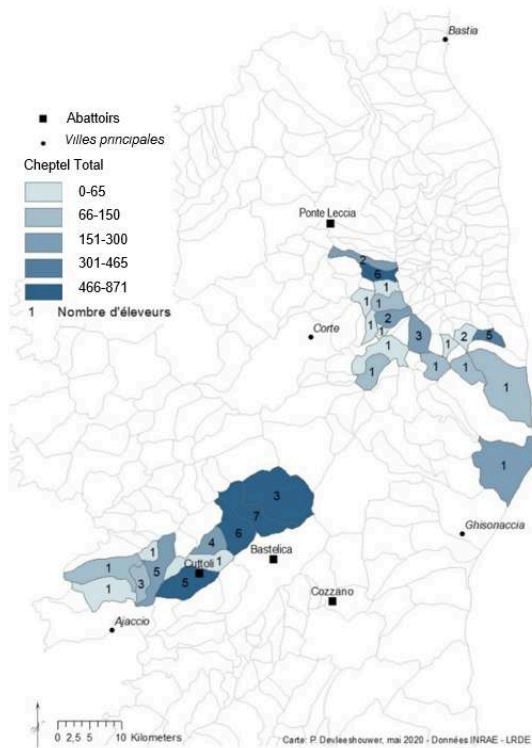 Bastia
Abattoirs
Villes principales
Cheptel Total
0-65
66-150
151-300
301-465
466-871
1 Nombre d'éleveurs
Ponte Leccia
2
6
1
1
1
2
1
1
1
Corte
3
1
2
5
1
1
1
1
1
3
7
6
4
1
1
5
1
3
5
1
Cuttoli
Bastelica
Ghisonaccia
Cozzano
Ajaccio
0 2,5 5 10 Kilometers
Carte: P. Devleeshouwer, mai 2020 - Données INRAE - LRDE